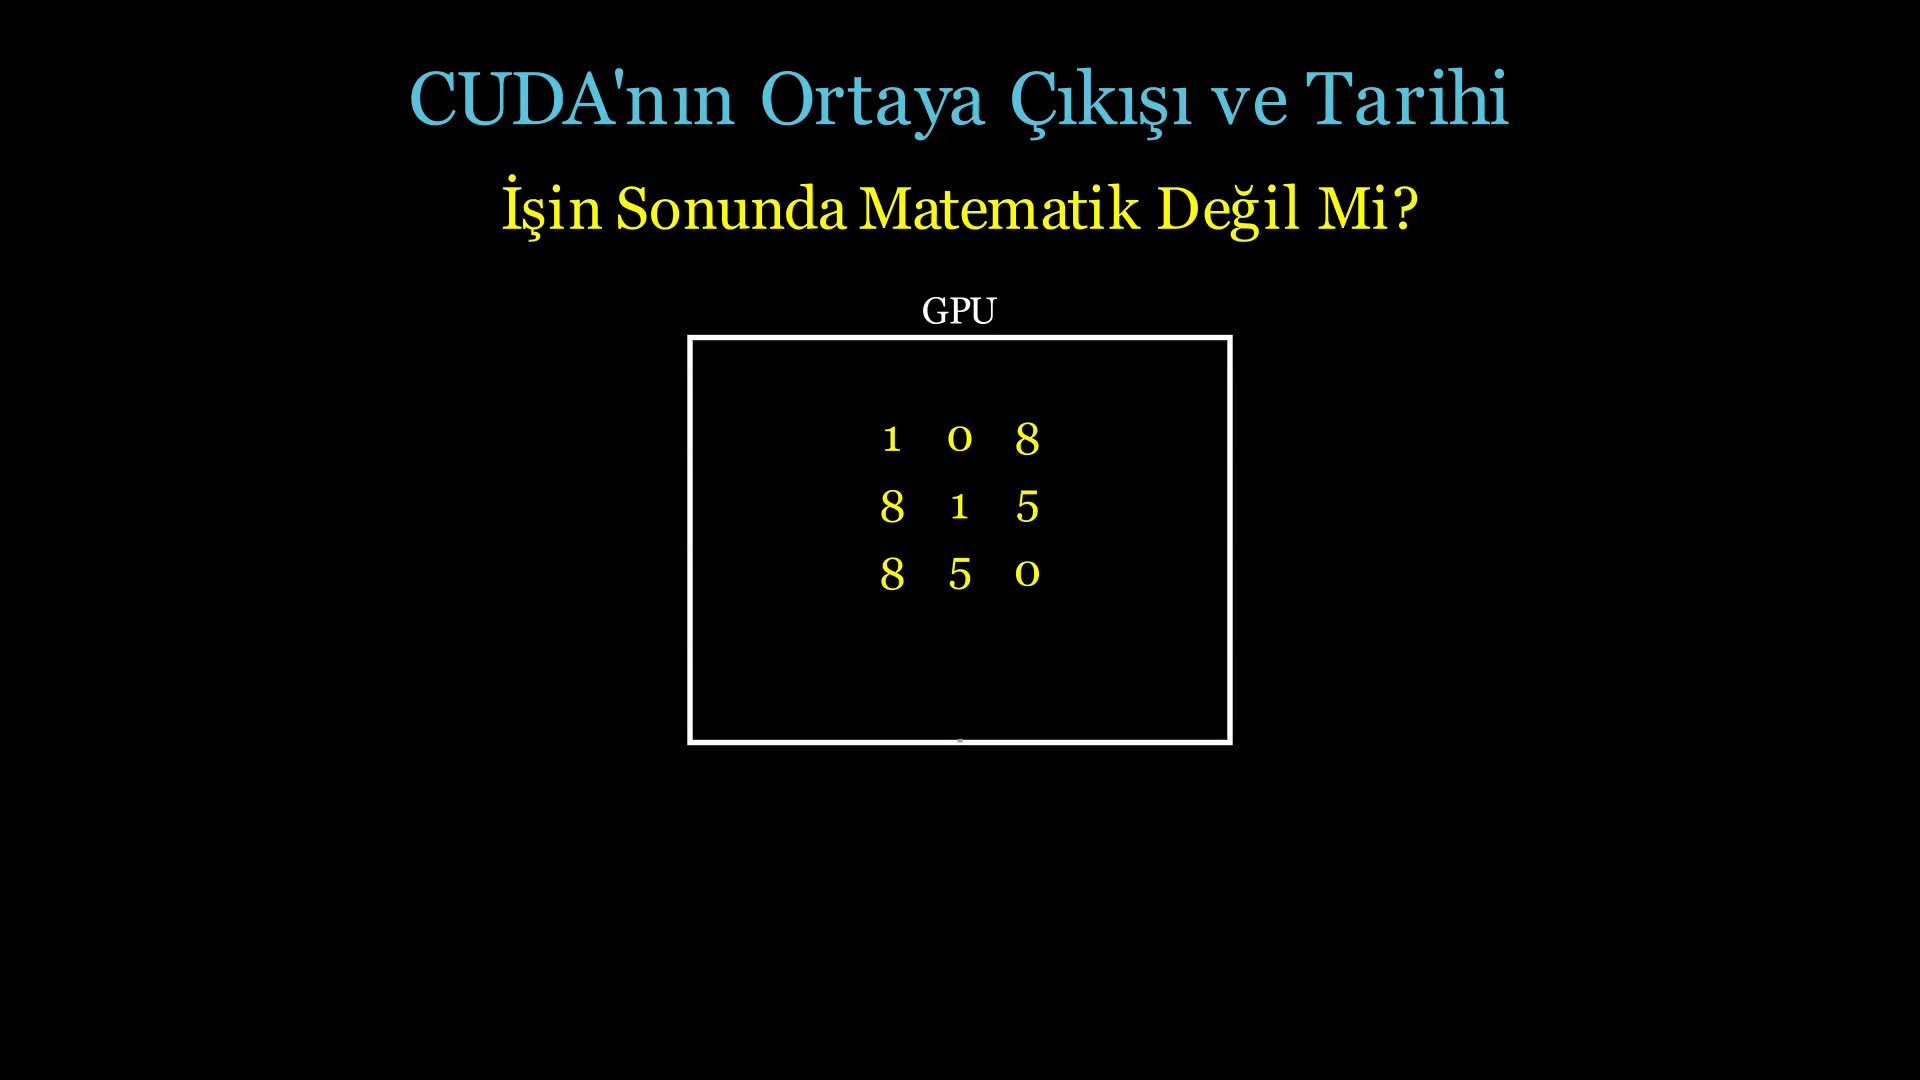 CUDA'nın Ortaya Çıkışı ve Tarihi
İşin Sonunda Matematik Değil Mi?
GPU
1 0 8
8 1 5
8 5 0